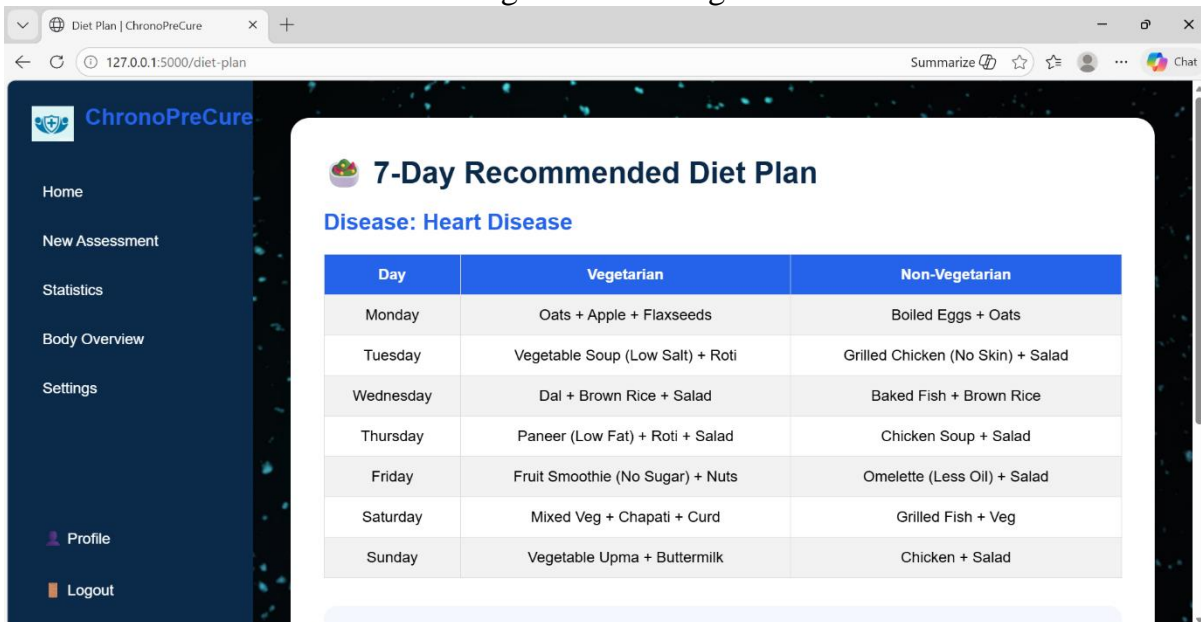 Diet Plan | ChronoPreCure
127.0.0.1:5000/diet-plan
Summarize
Chat
ChronoPreCure
Home
New Assessment
Statistics
Body Overview
Settings
Profile
Logout
7-Day Recommended Diet Plan
Disease: Heart Disease
Day Vegetarian Non-Vegetarian
Monday Oats + Apple + Flaxseeds Boiled Eggs + Oats
Tuesday Vegetable Soup (Low Salt) + Roti Grilled Chicken (No Skin) + Salad
Wednesday Dal + Brown Rice + Salad Baked Fish + Brown Rice
Thursday Paneer (Low Fat) + Roti + Salad Chicken Soup + Salad
Friday Fruit Smoothie (No Sugar) + Nuts Omelette (Less Oil) + Salad
Saturday Mixed Veg + Chapati + Curd Grilled Fish + Veg
Sunday Vegetable Upma + Buttermilk Chicken + Salad